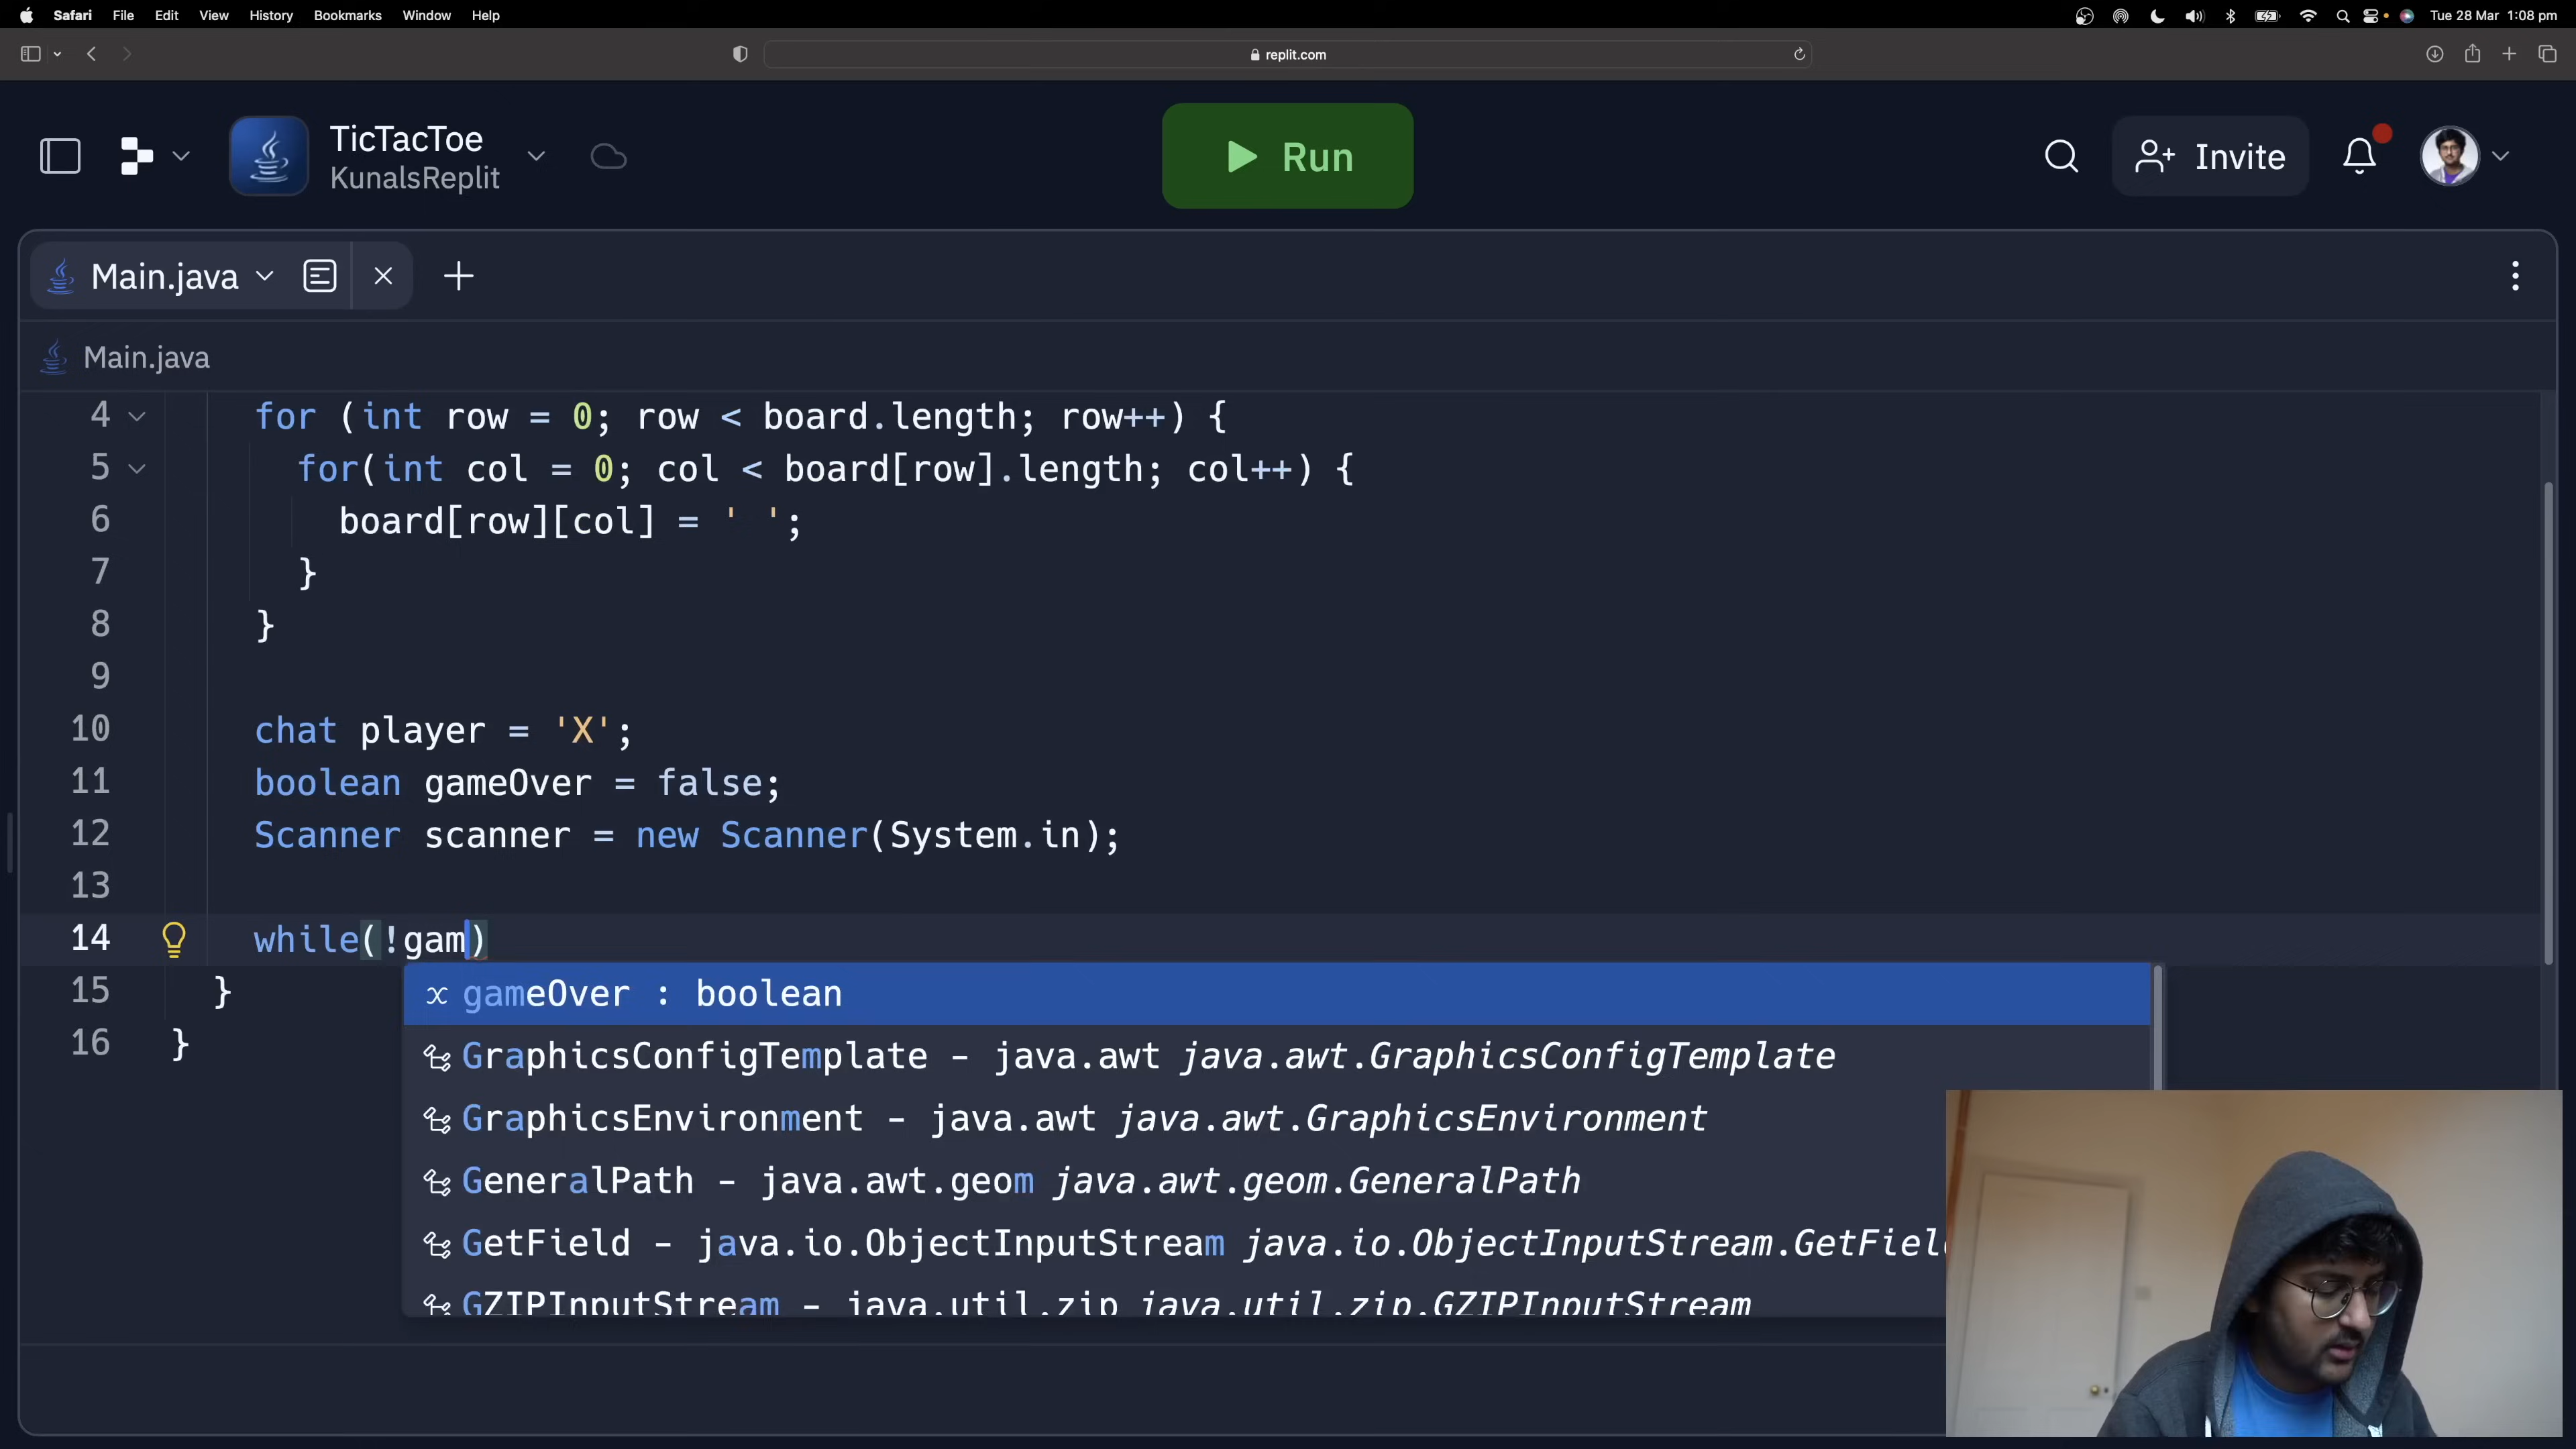 Safari File Edit View History Bookmarks Window Help Tue 28 Mar 1:08 pm
replit.com
TicTacToe
KunalsReplit
Run
Invite
Main.java
Main.java
4 for (int row = 0; row < board.length; row++) {
5 for(int col = 0; col < board[row].length; col++) {
6 board[row][col] = ' ';
7 }
8 }
9
10 chat player = 'X';
11 boolean gameOver = false;
12 Scanner scanner = new Scanner(System.in);
13
14 while(!gam)
15 }
16 }
gameOver : boolean
GraphicsConfigTemplate - java.awt java.awt.GraphicsConfigTemplate
GraphicsEnvironment - java.awt java.awt.GraphicsEnvironment
GeneralPath - java.awt.geom java.awt.geom.GeneralPath
GetField - java.io.ObjectInputStream java.io.ObjectInputStream.GetField
GZIPInputStream - java.util.zip java.util.zip.GZIPInputStream